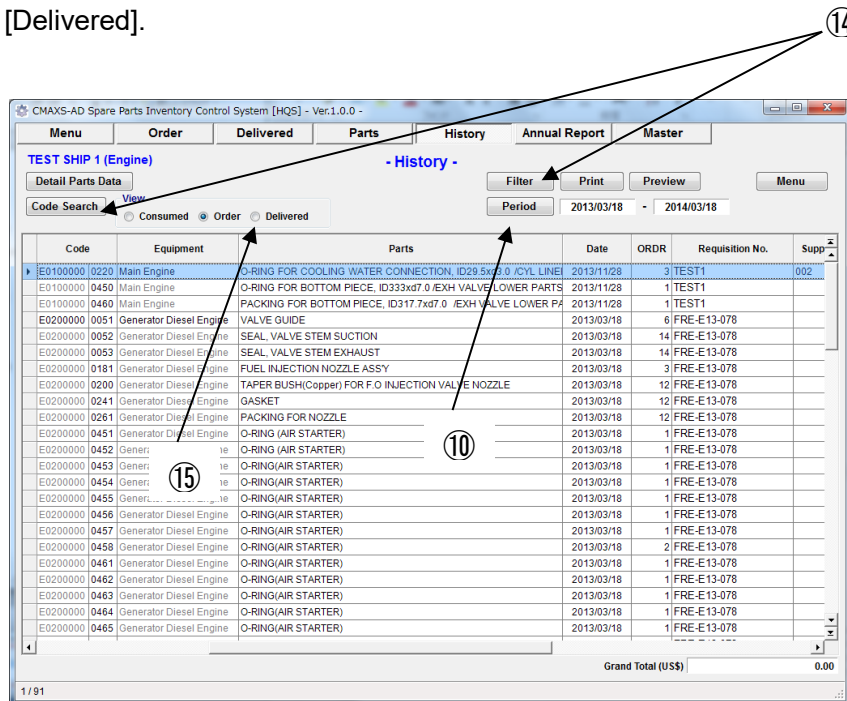 [Delivered].
⑭
CMAXS-AD Spare Parts Inventory Control System [HQS] - Ver.1.0.0 -
Menu Order Delivered Parts History Annual Report Master
TEST SHIP 1 (Engine) - History -
Detail Parts Data Filter Print Preview Menu
Code Search View Consumed Order Delivered Period 2013/03/18 - 2014/03/18
Code Equipment Parts Date ORDR Requisition No. Supp
E0100000 0220 Main Engine O-RING FOR COOLING WATER CONNECTION, ID29.5xd3.0 /CYL LINE 2013/11/28 3 TEST1 002
E0100000 0450 Main Engine O-RING FOR BOTTOM PIECE, ID333xd7.0 /EXH VALVE LOWER PARTS 2013/11/28 1 TEST1
E0100000 0460 Main Engine PACKING FOR BOTTOM PIECE, ID317.7xd7.0 /EXH VALVE LOWER PA 2013/11/28 1 TEST1
E0200000 0051 Generator Diesel Engine VALVE GUIDE 2013/03/18 6 FRE-E13-078
E0200000 0052 Generator Diesel Engine SEAL, VALVE STEM SUCTION 2013/03/18 14 FRE-E13-078
E0200000 0053 Generator Diesel Engine SEAL, VALVE STEM EXHAUST 2013/03/18 14 FRE-E13-078
E0200000 0181 Generator Diesel Engine FUEL INJECTION NOZZLE ASS'Y 2013/03/18 3 FRE-E13-078
E0200000 0200 Generator Diesel Engine TAPER BUSH(Copper) FOR F.O INJECTION VALVE NOZZLE 2013/03/18 12 FRE-E13-078
E0200000 0241 Generator Diesel Engine GASKET 2013/03/18 12 FRE-E13-078
E0200000 0261 Generator Diesel Engine PACKING FOR NOZZLE 2013/03/18 12 FRE-E13-078
E0200000 0451 Generator Diesel Engine O-RING (AIR STARTER) 2013/03/18 1 FRE-E13-078
E0200000 0452 Genera ne O-RING (AIR STARTER) 2013/03/18 1 FRE-E13-078
E0200000 0453 Genera ne O-RING(AIR STARTER) 2013/03/18 1 FRE-E13-078
E0200000 0454 Genera ne O-RING(AIR STARTER) 2013/03/18 1 FRE-E13-078
E0200000 0455 Generator Diesel Engine O-RING(AIR STARTER) 2013/03/18 1 FRE-E13-078
E0200000 0456 Generator Diesel Engine O-RING(AIR STARTER) 2013/03/18 1 FRE-E13-078
E0200000 0457 Generator Diesel Engine O-RING(AIR STARTER) 2013/03/18 1 FRE-E13-078
E0200000 0458 Generator Diesel Engine O-RING(AIR STARTER) 2013/03/18 2 FRE-E13-078
E0200000 0461 Generator Diesel Engine O-RING(AIR STARTER) 2013/03/18 1 FRE-E13-078
E0200000 0462 Generator Diesel Engine O-RING(AIR STARTER) 2013/03/18 1 FRE-E13-078
E0200000 0463 Generator Diesel Engine O-RING(AIR STARTER) 2013/03/18 1 FRE-E13-078
E0200000 0464 Generator Diesel Engine O-RING(AIR STARTER) 2013/03/18 1 FRE-E13-078
E0200000 0465 Generator Diesel Engine O-RING(AIR STARTER) 2013/03/18 1 FRE-E13-078
⑩
⑮
Grand Total (US$) 0.00
1 / 91